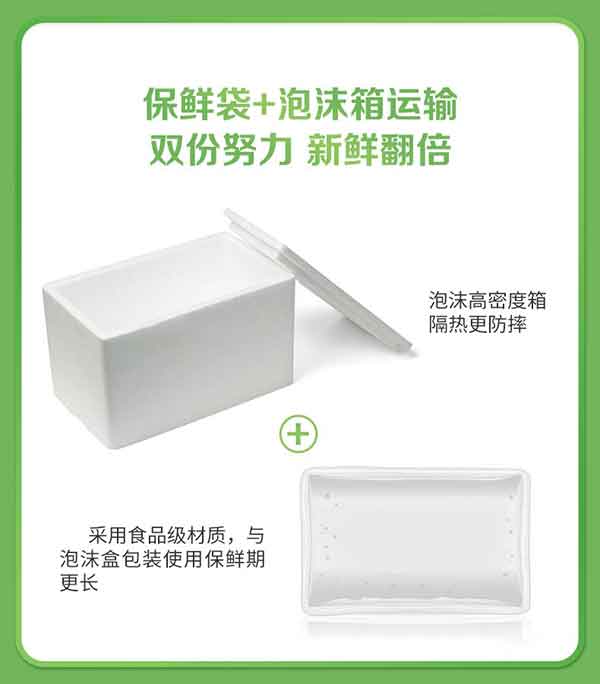 保鲜袋+泡沫箱运输
双份努力 新鲜翻倍
泡沫高密度箱
隔热更防摔
采用食品级材质，与
泡沫盒包装使用保鲜期
更长